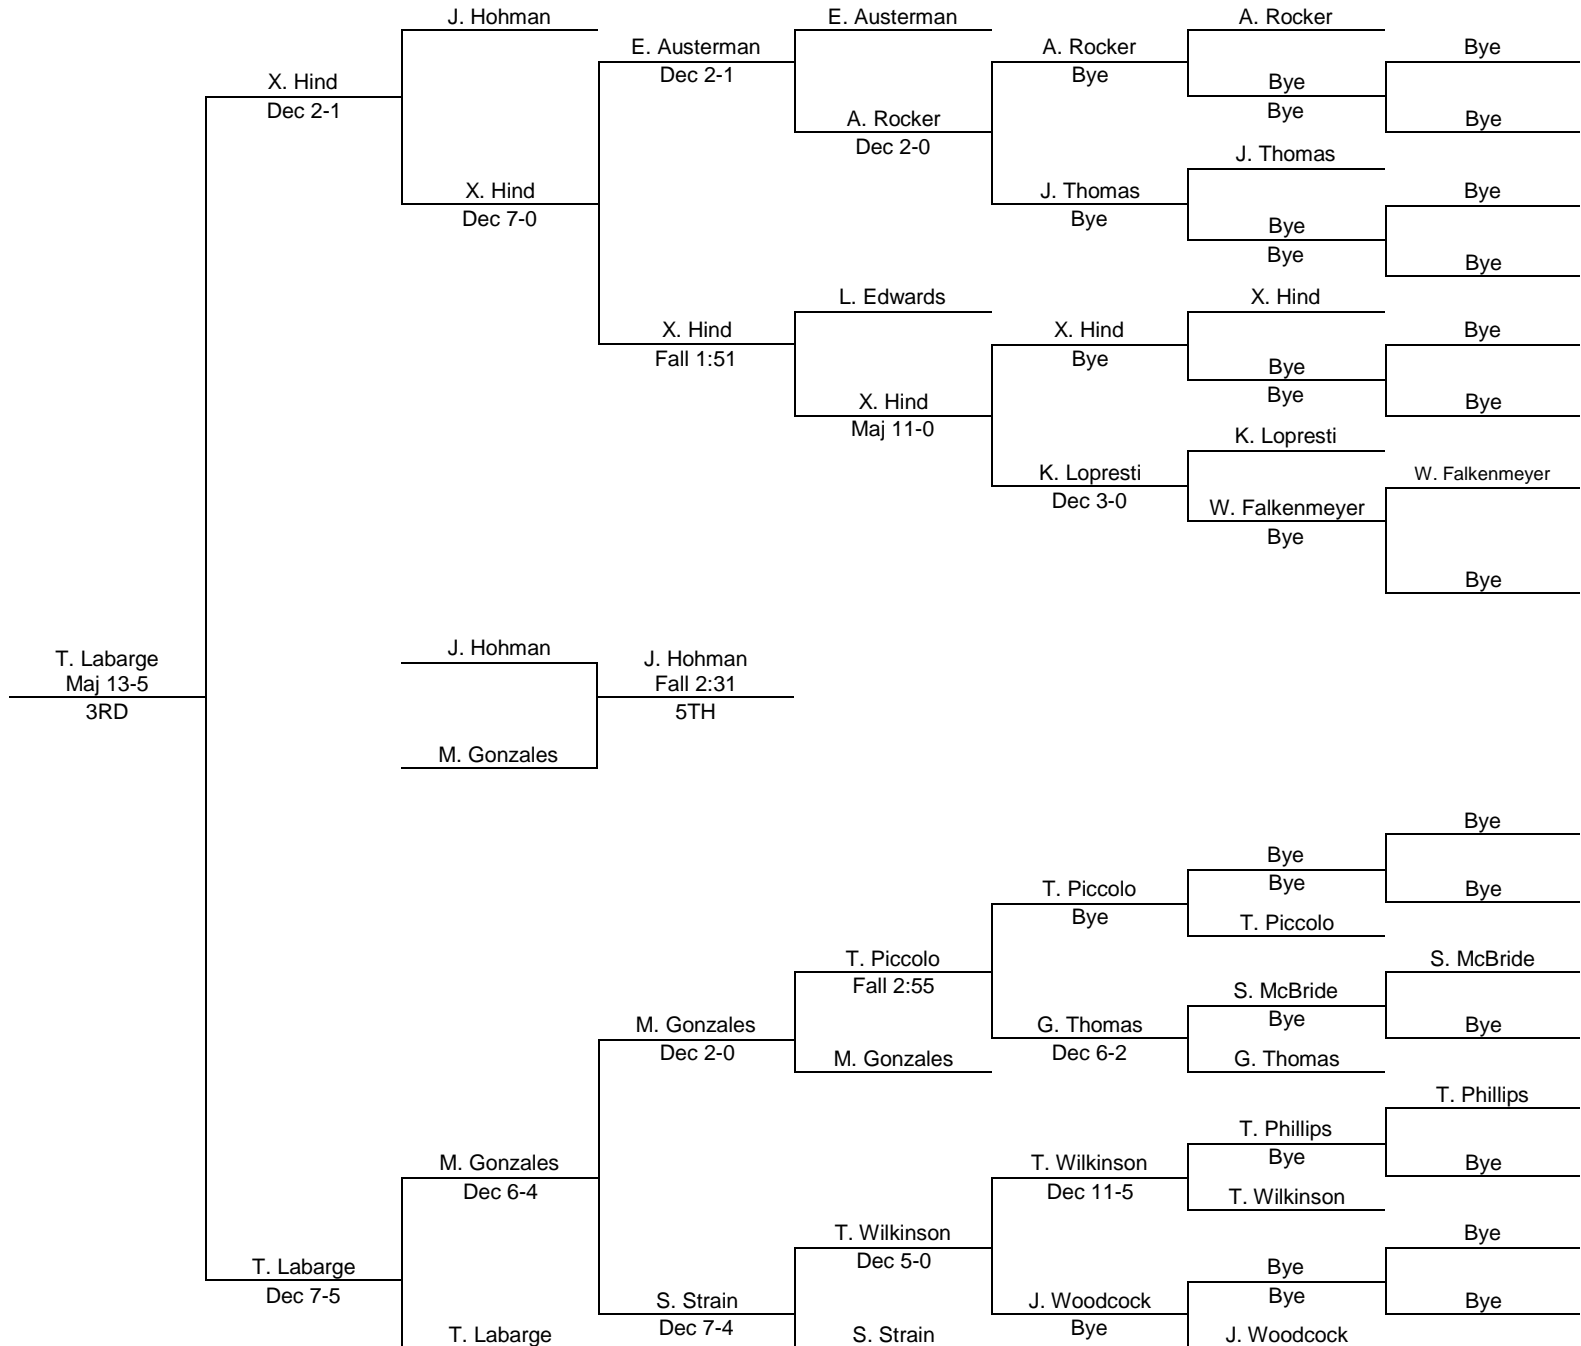 J. Hohman
E. Austerman
A. Rocker
E. Austerman
Dec 2-1
A. Rocker
Bye
Bye
X. Hind
Dec 2-1
Bye
Bye
A. Rocker
Dec 2-0
Bye
J. Thomas
X. Hind
Dec 7-0
J. Thomas
Bye
Bye
Bye
Bye
Bye
L. Edwards
X. Hind
X. Hind
Fall 1:51
X. Hind
Bye
Bye
Bye
Bye
X. Hind
Maj 11-0
Bye
K. Lopresti
K. Lopresti
Dec 3-0
W. Falkenmeyer
W. Falkenmeyer
Bye
Bye
T. Labarge
Maj 13-5
3RD
J. Hohman
J. Hohman
Fall 2:31
5TH
M. Gonzales
Bye
Bye
Bye
T. Piccolo
Bye
Bye
T. Piccolo
T. Piccolo
Fall 2:55
S. McBride
S. McBride
Bye
M. Gonzales
Dec 2-0
G. Thomas
Dec 6-2
Bye
M. Gonzales
G. Thomas
T. Phillips
T. Phillips
Bye
M. Gonzales
Dec 6-4
T. Wilkinson
Dec 11-5
Bye
T. Wilkinson
T. Wilkinson
Dec 5-0
Bye
T. Labarge
Dec 7-5
Bye
Bye
S. Strain
Dec 7-4
J. Woodcock
Bye
Bye
T. Labarge
S. Strain
J. Woodcock